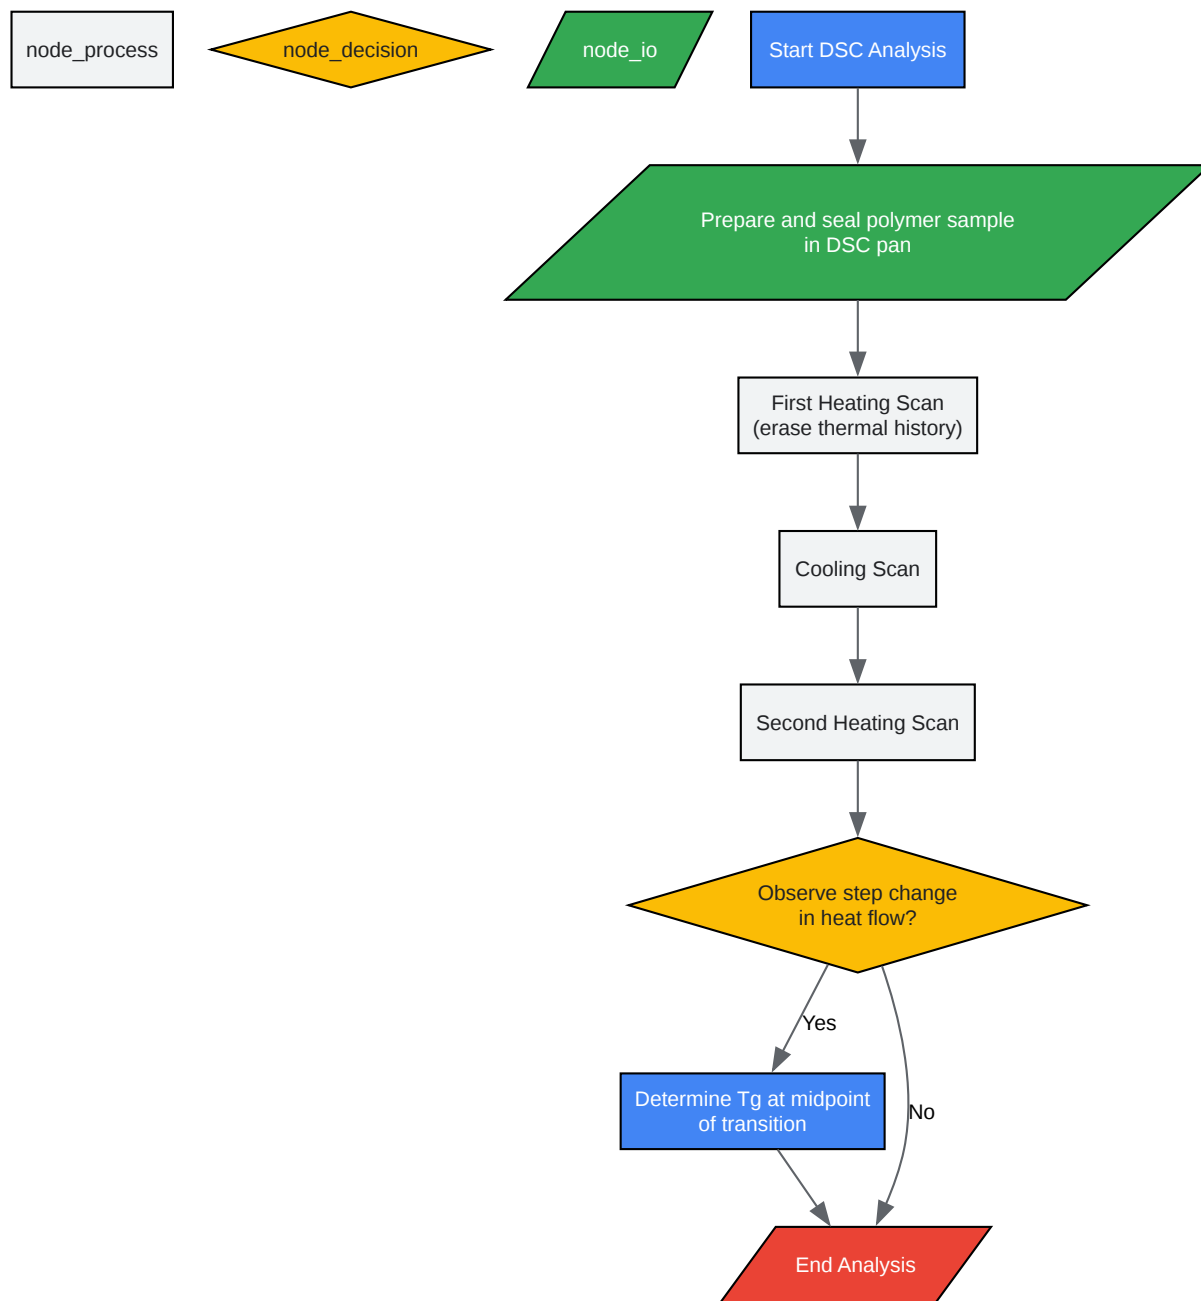 node_process
node_decision
node_io
Start DSC Analysis
Prepare and seal polymer sample
in DSC pan
First Heating Scan
(erase thermal history)
Cooling Scan
Second Heating Scan
Observe step change
in heat flow?
Yes
Determine Tg at midpoint
of transition
No
End Analysis